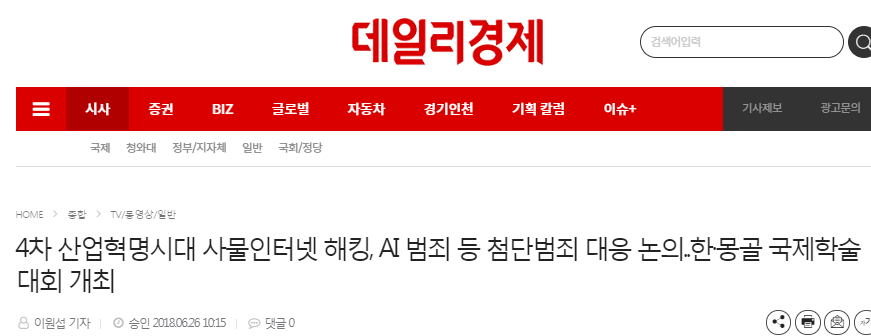 데일리경제
검색어입력
시사 증권 BIZ 글로벌 자동차 경기인천 기획 칼럼 이슈+ 기사제보 광고문의
국제 청와대 정부/지자체 일반 국회/정당
HOME > 종합 > TV/동영상/일반
4차 산업혁명시대 사물인터넷 해킹, AI 범죄 등 첨단범죄 대응 논의..한·몽골 국제학술
대회 개최
이원섭 기자 | 승인 2018.06.26 10:15 | 댓글 0